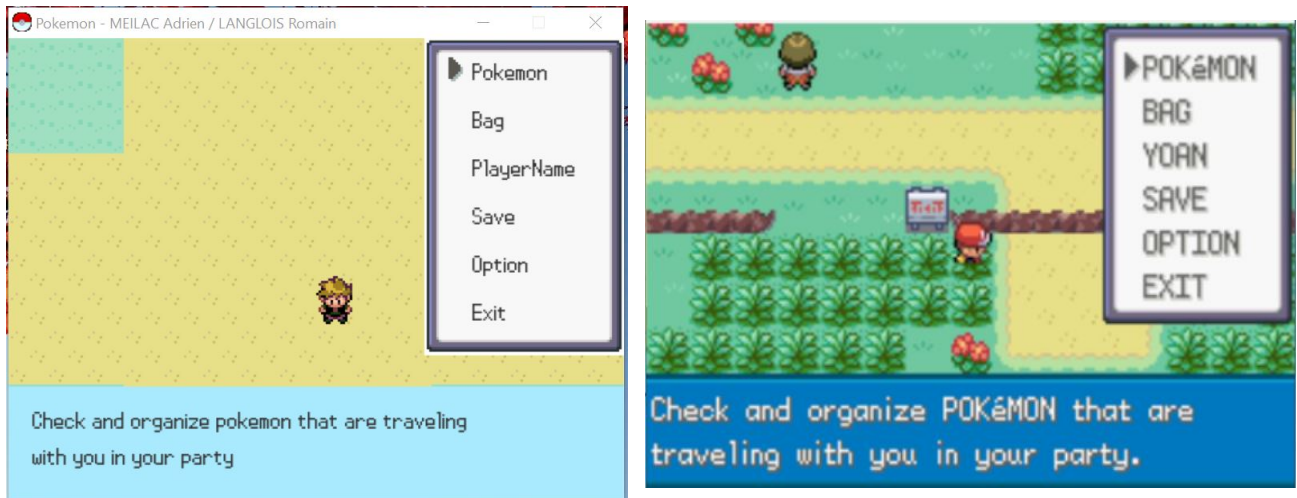 Pokemon - MEILAC Adrien / LANGLOIS Romain
Pokemon
Bag
PlayerName
Save
Option
Exit
Check and organize pokemon that are traveling
with you in your party
POKéMON
BAG
YOAN
SAVE
OPTION
EXIT
Check and organize POKéMON that are
traveling with you in your party.